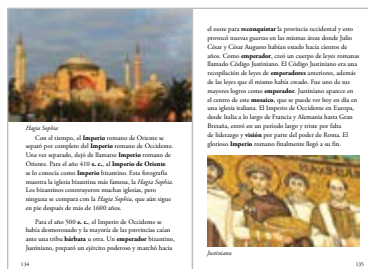 Hagia Sophia
Con el tiempo, el Imperio romano de Oriente se
separó por completo del Imperio romano de Occidente.
Una vez separado, dejó de llamarse Imperio romano de
Oriente. Para el año 410 e. c., al Imperio de Oriente
se lo conocía como Imperio bizantino. Esta fotografía
muestra la iglesia bizantina más famosa, la Hagia Sophia.
Los bizantinos construyeron muchas iglesias, pero
ninguna se compara con la Hagia Sophia, que aún sigue
en pie después de más de 1600 años.
Para el año 500 e. c., el Imperio de Occidente se
había desmoronado y la mayoría de las provincias caían
ante una tribu bárbara u otra. Un emperador bizantino,
Justiniano, preparó un ejército poderoso y marchó hacia
134
el oeste para reconquistar la provincia occidental y esto
provocó nuevas guerras en las mismas áreas donde Julio
César y César Augusto habían estado hacía cientos de
años. Como emperador, creó un cuerpo de leyes romanas
llamado Código Justiniano. El Código Justiniano era una
recopilación de leyes de emperadores anteriores, además
de las leyes que él mismo había creado. Fue uno de sus
mayores logros como emperador. Justiniano aparece en
el centro de este mosaico, que se puede ver hoy en día en
una iglesia italiana. El Imperio de Occidente en Europa,
desde Italia a lo largo de Francia y Alemania hasta Gran
Bretaña, entró en un período largo y triste por falta
de liderazgo y visión por parte del poder de Roma. El
glorioso Imperio romano finalmente llegó a su fin.
Justiniano
135